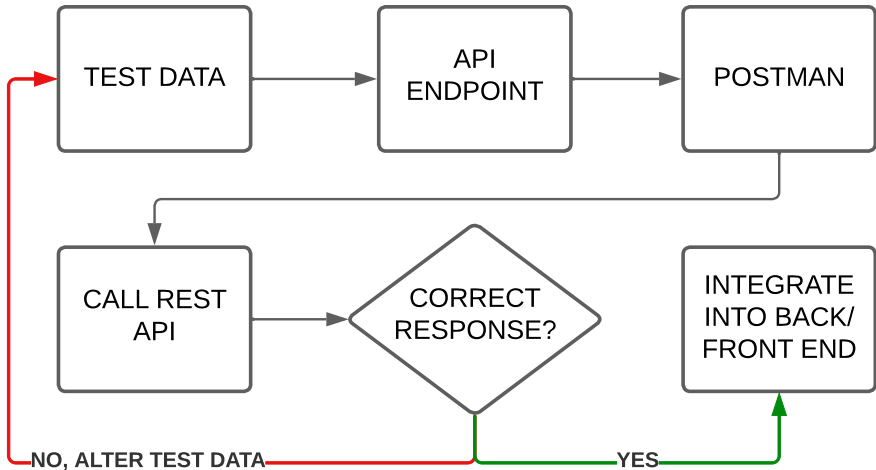 TEST DATA
API
ENDPOINT
POSTMAN
CALL REST
API
CORRECT
RESPONSE?
INTEGRATE
INTO BACK/
FRONT END
NO, ALTER TEST DATA
YES